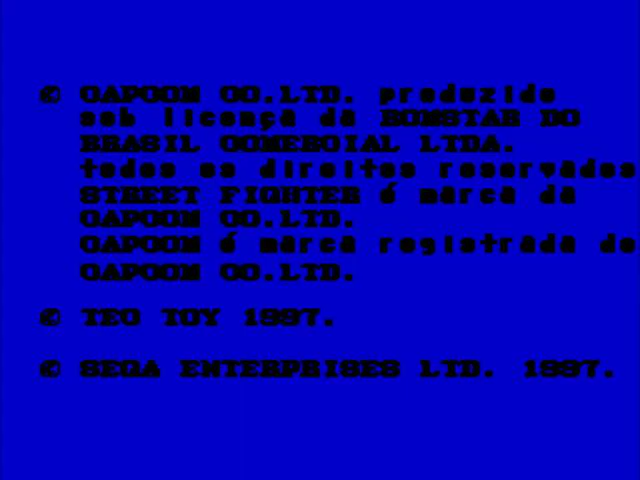 © CAPCOM CO.LTD. produzido
sob licença da ROMSTAR DO
BRASIL COMERCIAL LTDA.
todos os direitos reservados
STREET FIGHTER é marca da
CAPCOM CO.LTD.
CAPCOM é marca registrada de
CAPCOM CO.LTD.
© TEC TOY 1997.
© SEGA ENTERPRISES LTD. 1997.